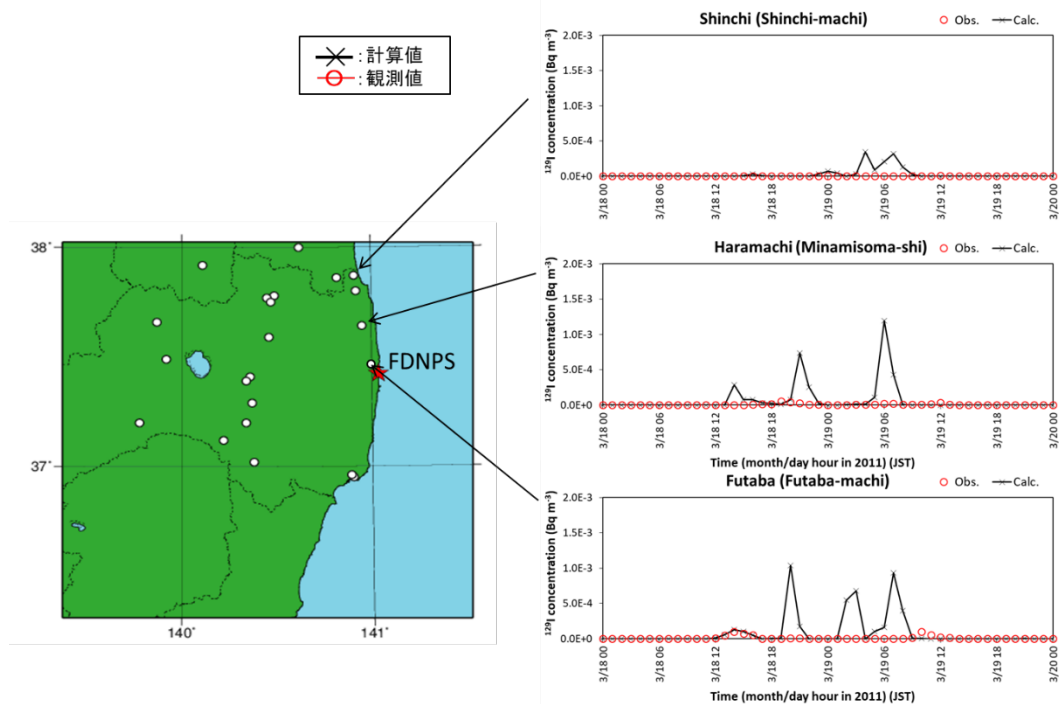 : 計算値
: 観測値
38°
37°
140°
141°
FDNPS
Shinchi (Shinchi-machi)
Obs.
Calc.
¹²⁹I concentration (Bq m⁻³)
2.0E-3
1.5E-3
1.0E-3
5.0E-4
0.0E+0
3/18 00
3/18 06
3/18 12
3/18 18
3/19 00
3/19 06
3/19 12
3/19 18
3/20 00
Haramachi (Minamisoma-shi)
Obs.
Calc.
¹²⁹I concentration (Bq m⁻³)
2.0E-3
1.5E-3
1.0E-3
5.0E-4
0.0E+0
3/18 00
3/18 06
3/18 12
3/18 18
3/19 00
3/19 06
3/19 12
3/19 18
3/20 00
Time (month/day hour in 2011) (JST)
Futaba (Futaba-machi)
Obs.
Calc.
¹²⁹I concentration (Bq m⁻³)
2.0E-3
1.5E-3
1.0E-3
5.0E-4
0.0E+0
3/18 00
3/18 06
3/18 12
3/18 18
3/19 00
3/19 06
3/19 12
3/19 18
3/20 00
Time (month/day hour in 2011) (JST)